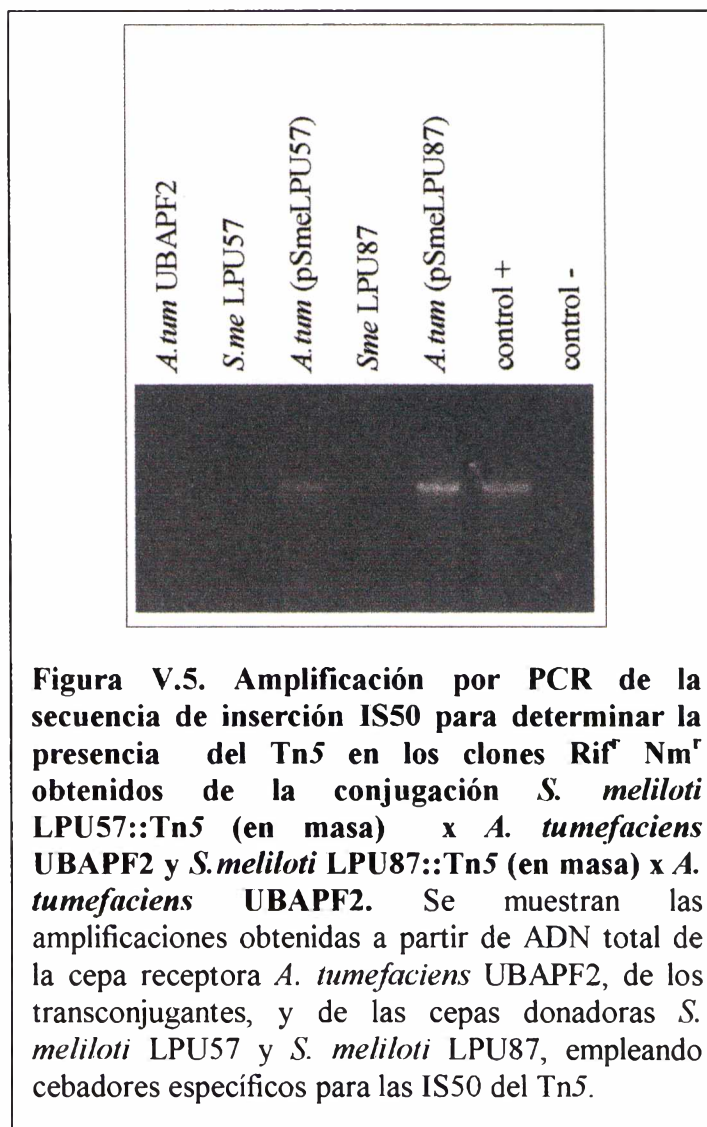 A.tum UBAPF2
S.me LPU57
A.tum (pSmeLPU57)
Sme LPU87
A.tum (pSmeLPU87)
control +
control -
Figura V.5. Amplificación por PCR de la
secuencia de inserción IS50 para determinar la
presencia del Tn5 en los clones Rifʳ Nmʳ
obtenidos de la conjugación S. meliloti
LPU57::Tn5 (en masa) x A. tumefaciens
UBAPF2 y S.meliloti LPU87::Tn5 (en masa) x A.
tumefaciens UBAPF2. Se muestran las
amplificaciones obtenidas a partir de ADN total de
la cepa receptora A. tumefaciens UBAPF2, de los
transconjugantes, y de las cepas donadoras S.
meliloti LPU57 y S. meliloti LPU87, empleando
cebadores específicos para las IS50 del Tn5.